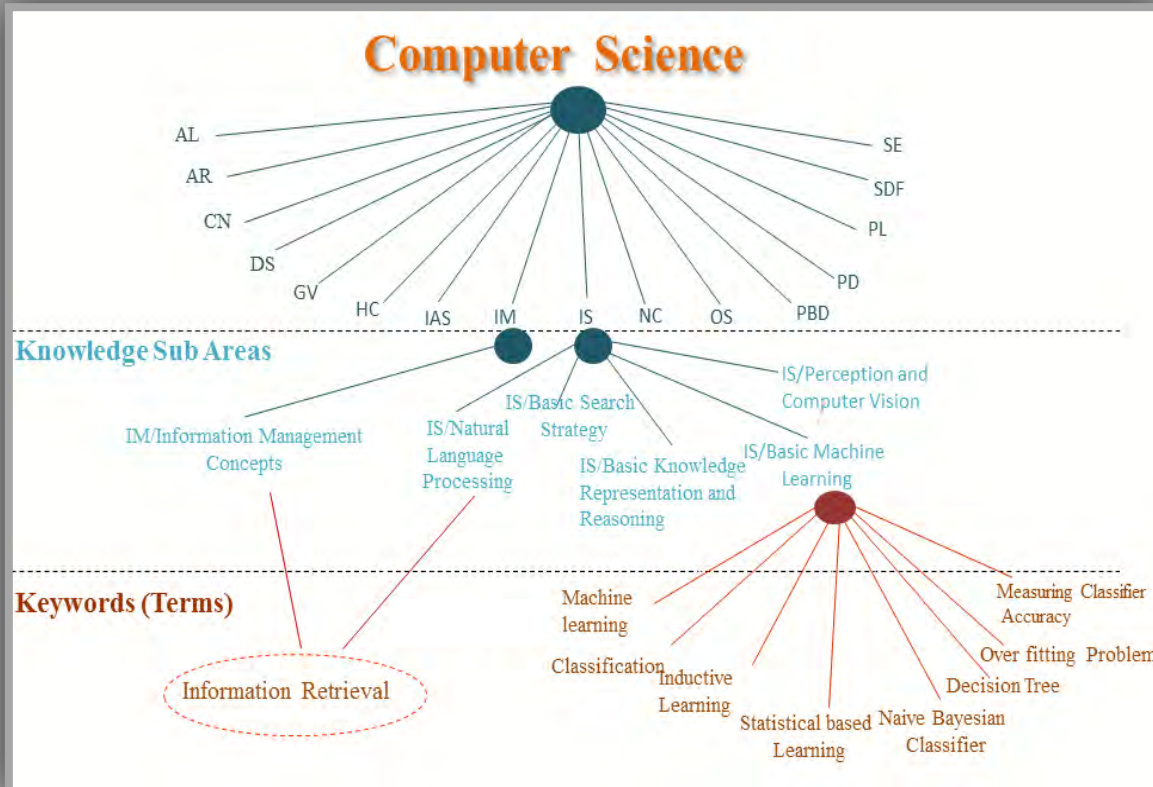 Computer Science
AL
SE
AR
SDF
CN
PL
DS
PD
GV
HC
IAS
IM
IS
NC
OS
PBD
Knowledge Sub Areas
IM/Information Management
Concepts
IS/Natural
Language
Processing
IS/Basic Search
Strategy
IS/Basic Knowledge
Representation and
Reasoning
IS/Perception and
Computer Vision
IS/Basic Machine
Learning
Keywords (Terms)
Information Retrieval
Machine
learning
Classification
Inductive
Learning
Statistical based
Learning
Naive Bayesian
Classifier
Decision Tree
Over fitting Problem
Measuring Classifier
Accuracy